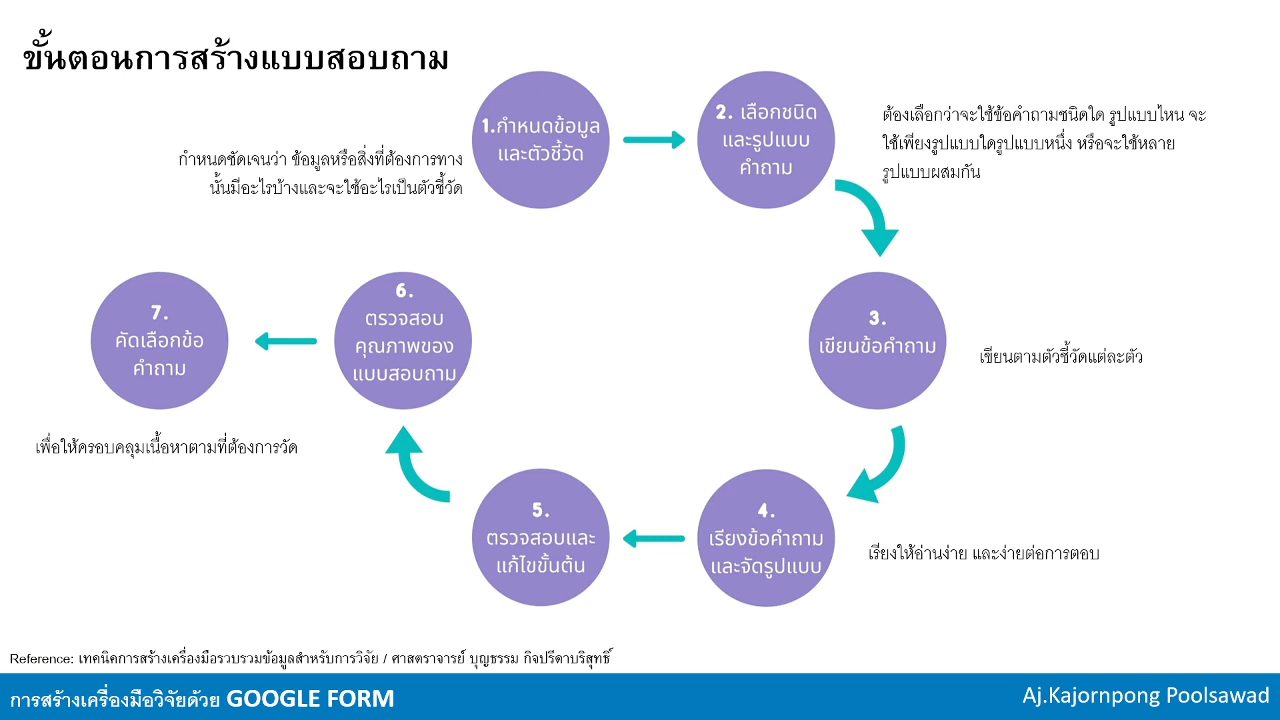 ขั้นตอนการสร้างแบบสอบถาม
1.กำหนดข้อมูล
และตัวชี้วัด
กำหนดชัดเจนว่า ข้อมูลหรือสิ่งที่ต้องการทาง
นั้นมีอะไรบ้างและจะใช้อะไรเป็นตัวชี้วัด
2. เลือกชนิด
และรูปแบบ
คำถาม
ต้องเลือกว่าจะใช้ข้อคำถามชนิดใด รูปแบบไหน จะ
ใช้เพียงรูปแบบใดรูปแบบหนึ่ง หรือจะใช้หลาย
รูปแบบผสมกัน
3.
เขียนข้อคำถาม
เขียนตามตัวชี้วัดแต่ละตัว
4.
เรียงข้อคำถาม
และจัดรูปแบบ
เรียงให้อ่านง่าย และง่ายต่อการตอบ
5.
ตรวจสอบและ
แก้ไขขั้นต้น
6.
ตรวจสอบ
คุณภาพของ
แบบสอบถาม
7.
คัดเลือกข้อ
คำถาม
เพื่อให้ครอบคลุมเนื้อหาตามที่ต้องการวัด
Reference: เทคนิคการสร้างเครื่องมือรวบรวมข้อมูลสำหรับการวิจัย / ศาสตราจารย์ บุญธรรม กิจปรีดาบริสุทธิ์
การสร้างเครื่องมือวิจัยด้วย GOOGLE FORM
Aj.Kajornpong Poolsawad